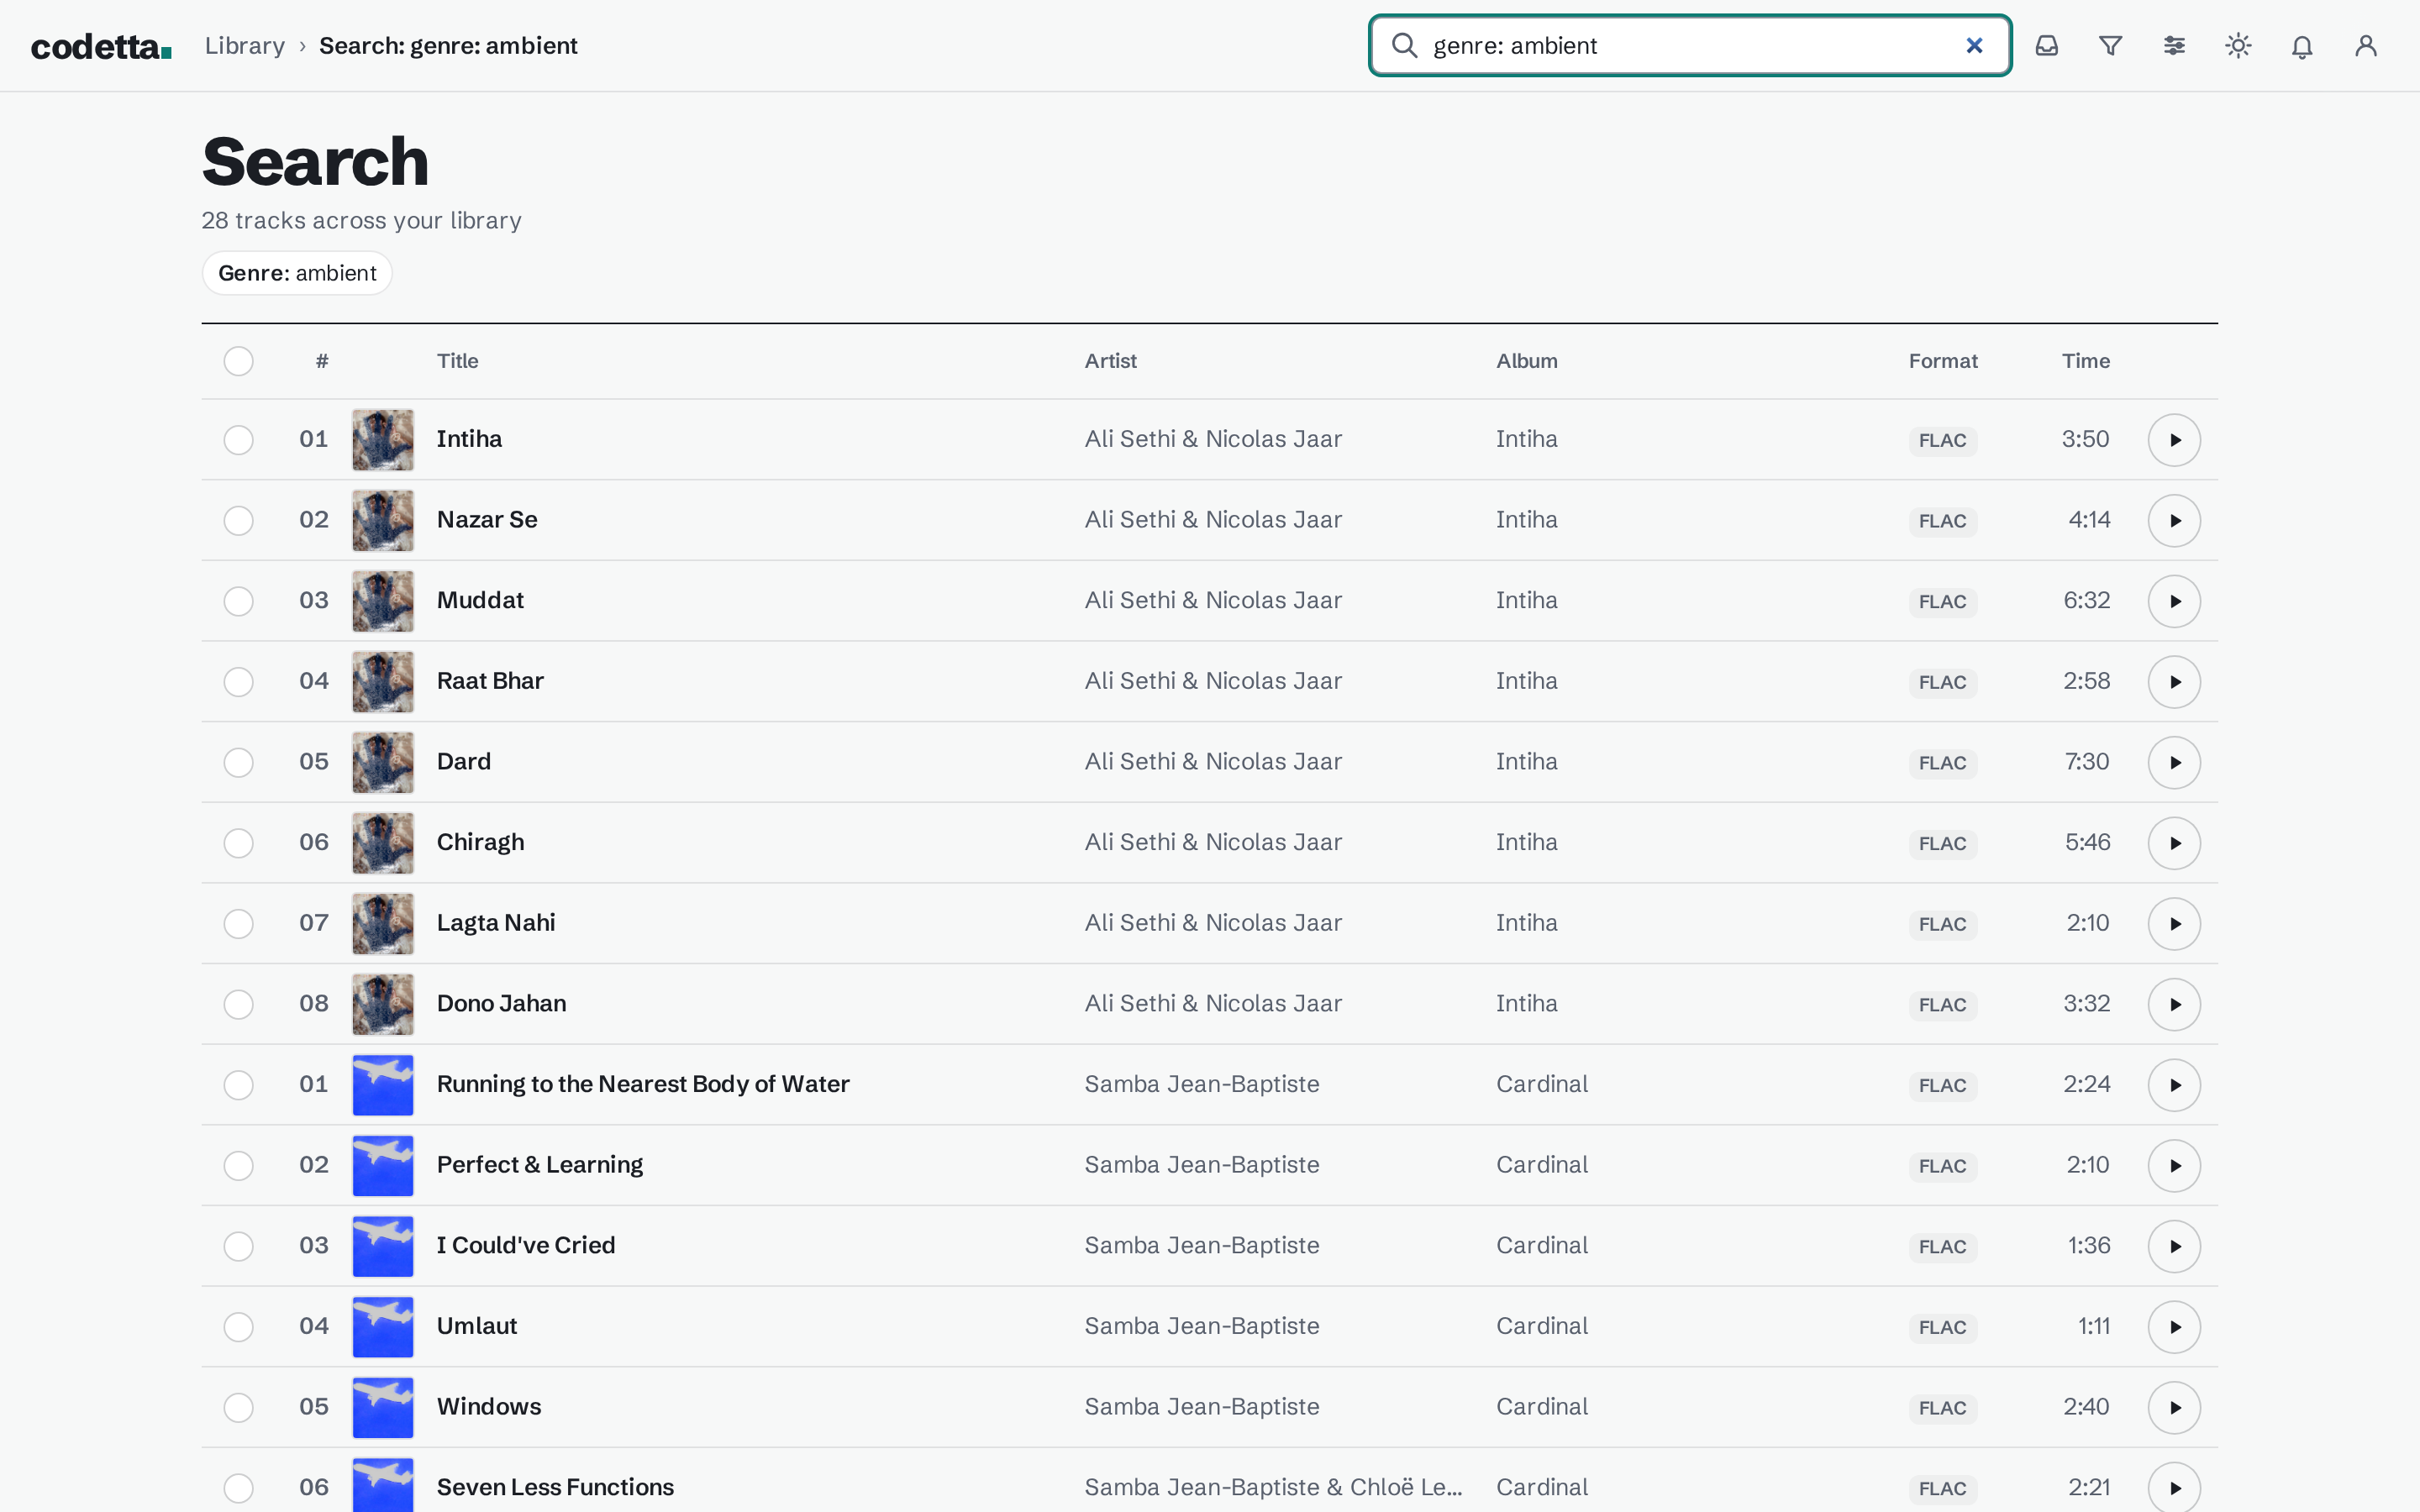 codetta.
Library › Search: genre: ambient
genre: ambient
Search
28 tracks across your library
Genre: ambient
# Title Artist Album Format Time
01 Intiha Ali Sethi & Nicolas Jaar Intiha FLAC 3:50
02 Nazar Se Ali Sethi & Nicolas Jaar Intiha FLAC 4:14
03 Muddat Ali Sethi & Nicolas Jaar Intiha FLAC 6:32
04 Raat Bhar Ali Sethi & Nicolas Jaar Intiha FLAC 2:58
05 Dard Ali Sethi & Nicolas Jaar Intiha FLAC 7:30
06 Chiragh Ali Sethi & Nicolas Jaar Intiha FLAC 5:46
07 Lagta Nahi Ali Sethi & Nicolas Jaar Intiha FLAC 2:10
08 Dono Jahan Ali Sethi & Nicolas Jaar Intiha FLAC 3:32
01 Running to the Nearest Body of Water Samba Jean-Baptiste Cardinal FLAC 2:24
02 Perfect & Learning Samba Jean-Baptiste Cardinal FLAC 2:10
03 I Could've Cried Samba Jean-Baptiste Cardinal FLAC 1:36
04 Umlaut Samba Jean-Baptiste Cardinal FLAC 1:11
05 Windows Samba Jean-Baptiste Cardinal FLAC 2:40
06 Seven Less Functions Samba Jean-Baptiste & Chloë Le... Cardinal FLAC 2:21